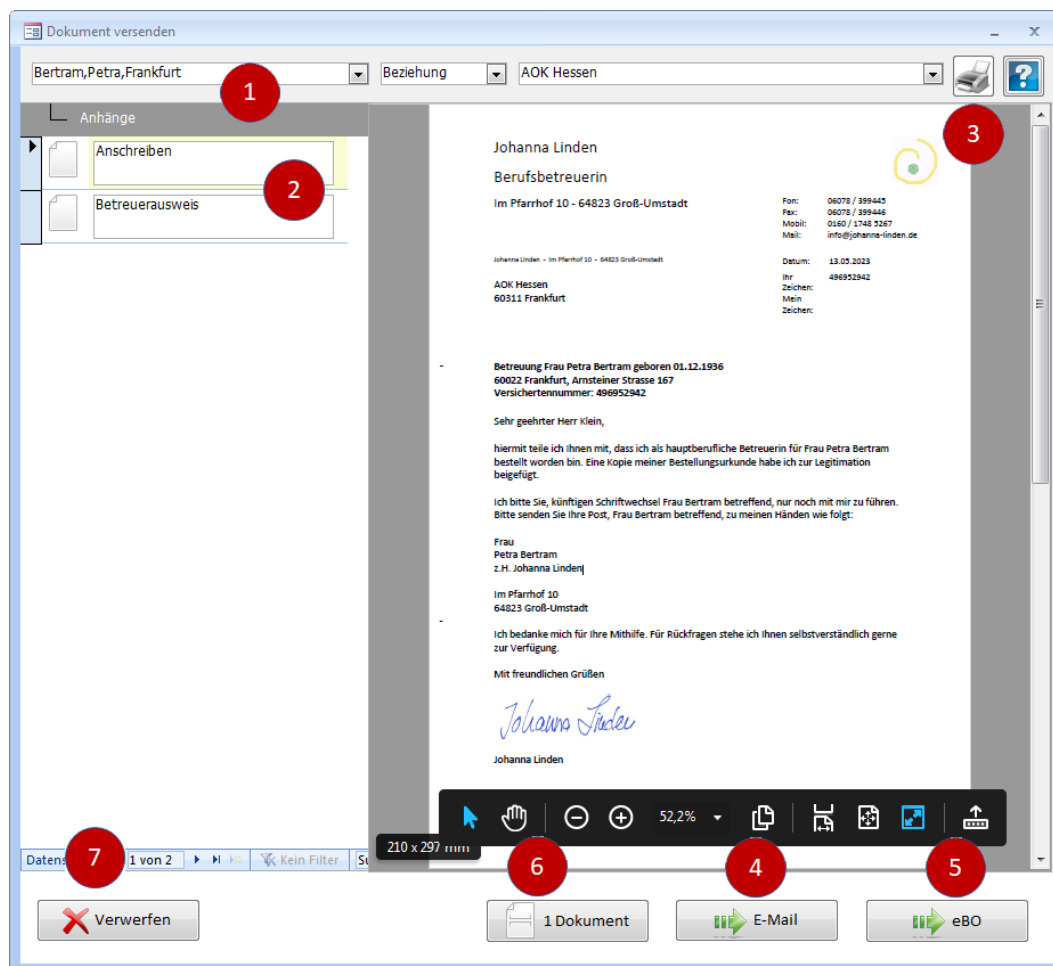 Dokument versenden
Bertram,Petra,Frankfurt
Beziehung
AOK Hessen
1
Anhänge
Anschreiben
2
Betreuerausweis
3
Johanna Linden
Berufsbetreuerin
Im Pfarrhof 10 - 64823 Groß-Umstadt
Fon: 06078 / 399445
Fax: 06078 / 399446
Mobil: 0160 / 1748 5267
Mail: info@johanna-linden.de
Johanna Linden - Im Pfarrhof 10 - 64823 Groß-Umstadt
Datum: 13.05.2023
AOK Hessen
60311 Frankfurt
Ihr 496952942
Zeichen:
Mein
Zeichen:
- Betreuung Frau Petra Bertram geboren 01.12.1936
60022 Frankfurt, Arnsteiner Strasse 167
Versichertennummer: 496952942
Sehr geehrter Herr Klein,
hiermit teile ich Ihnen mit, dass ich als hauptberufliche Betreuerin für Frau Petra Bertram
bestellt worden bin. Eine Kopie meiner Bestellungsurkunde habe ich zur Legitimation
beigefügt.
Ich bitte Sie, künftigen Schriftwechsel Frau Bertram betreffend, nur noch mit mir zu führen.
Bitte senden Sie Ihre Post, Frau Bertram betreffend, zu meinen Händen wie folgt:
Frau
Petra Bertram
z.H. Johanna Linden
Im Pfarrhof 10
64823 Groß-Umstadt
-
Ich bedanke mich für Ihre Mithilfe. Für Rückfragen stehe ich Ihnen selbstverständlich gerne
zur Verfügung.
Mit freundlichen Grüßen
Johanna Linden
Johanna Linden
52,2%
210 x 297 mm
Datens
7
1 von 2
Kein Filter
Su
6
4
5
Verwerfen
1 Dokument
E-Mail
eBO